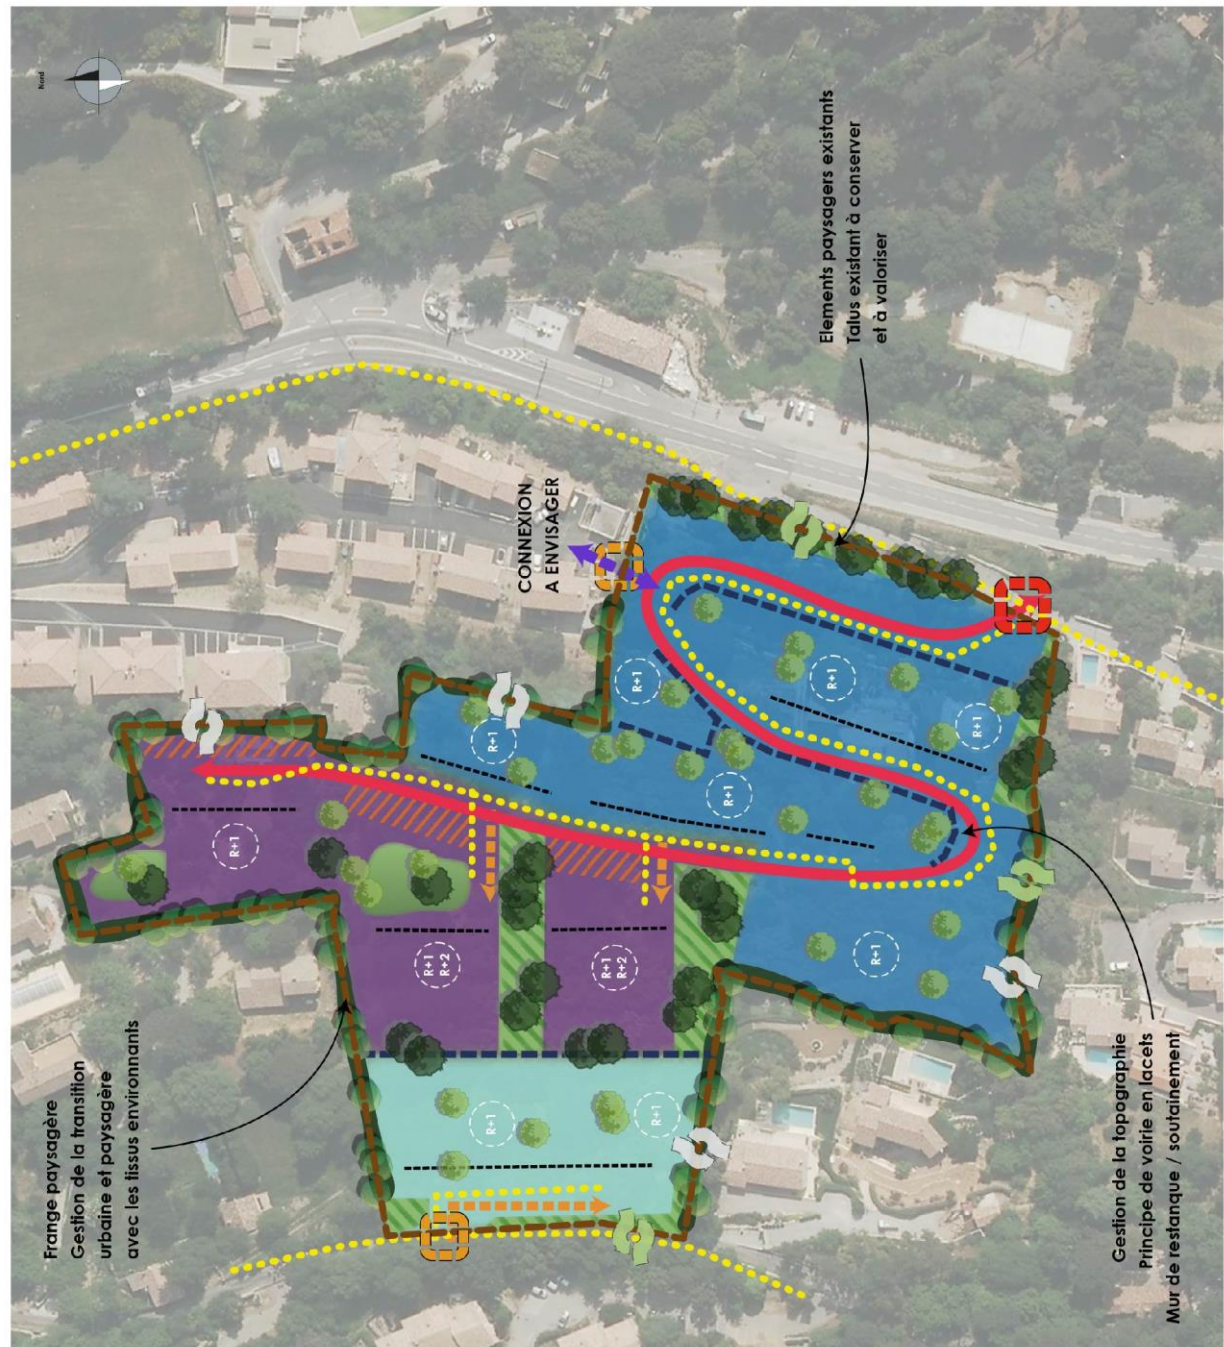 Nord
Elements paysagers existants
Talus existant à conserver
et à valoriser
CONNEXION
A ENVISAGER
R+1
R+1
R+1
R+1
R+1
R+1
R+1
R+1
R+2
R+1
R+2
R+1
R+1
Frange paysagère
Gestion de la transition
urbaine et paysagère
avec les tissus environnants
Gestion de la topographie
Principe de voirie en lacets
Mur de restanque / soutainement